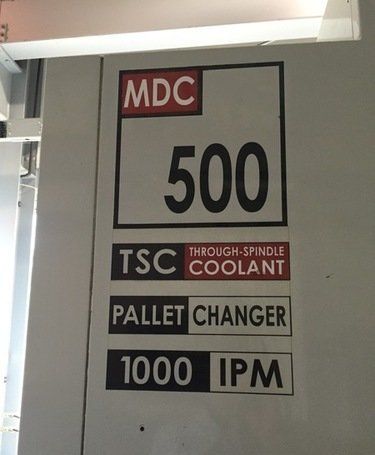 MDC
500
TSC THROUGH-SPINDLE
COOLANT
PALLET CHANGER
1000 IPM